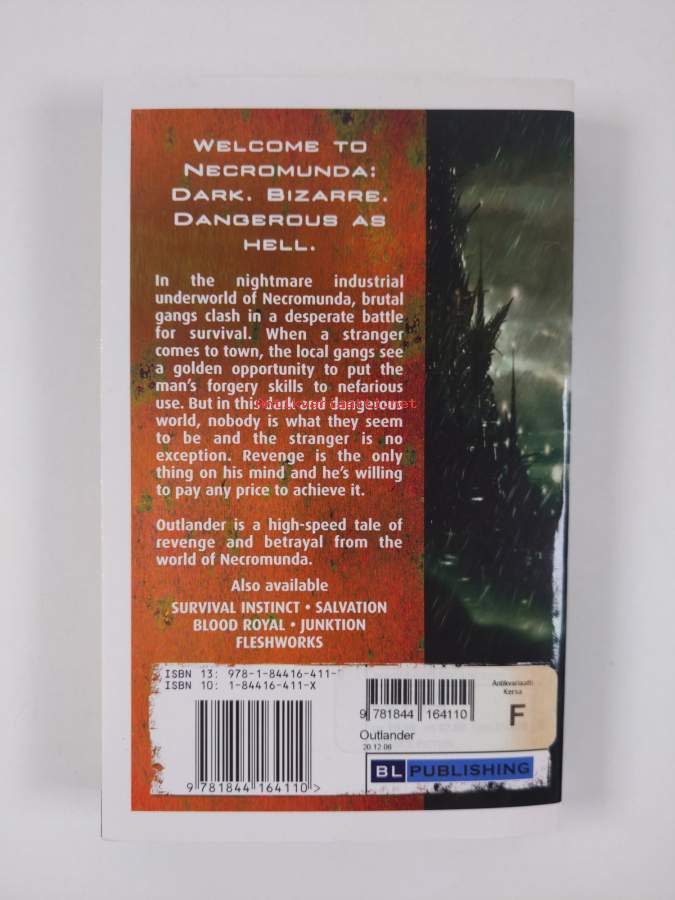 WELCOME TO
NECROMUNDA:
DARK. BIZARRE.
DANGEROUS AS
HELL.
In the nightmare industrial
underworld of Necromunda, brutal
gangs clash in a desperate battle
for survival. When a stranger
comes to town, the local gangs see
a golden opportunity to put the
man's forgery skills to nefarious
use. But in this dark and dangerous
world, nobody is what they seem
to be and the stranger is no
exception. Revenge is the only
thing on his mind and he's willing
to pay any price to achieve it.
Outlander is a high-speed tale of
revenge and betrayal from the
world of Necromunda.
Also available
SURVIVAL INSTINCT • SALVATION
BLOOD ROYAL • JUNKTION
FLESHWORKS
ISBN 13: 978-1-84416-411-
ISBN 10: 1-84416-411-X
9 781844 164110 >
9 781844 164110
Outlander
20.12.06
Antikvariaatti
Kersa
F
BL PUBLISHING